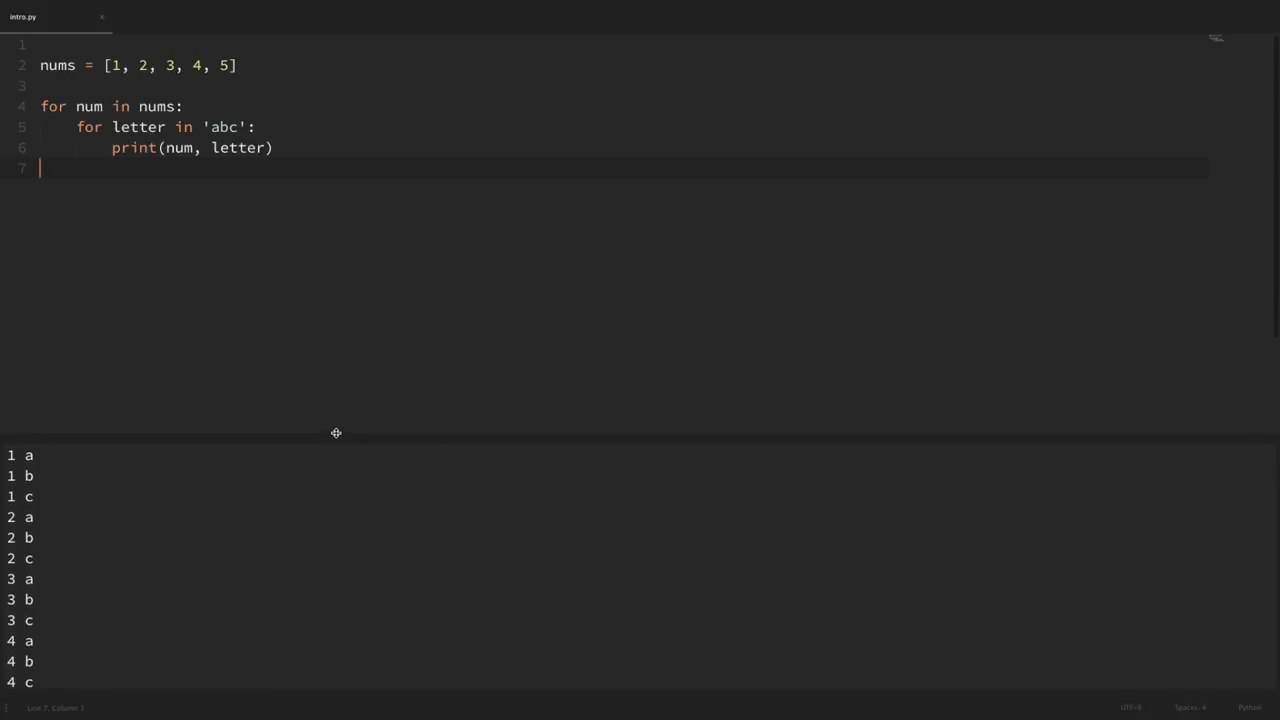 intro.py ×
1
2 nums = [1, 2, 3, 4, 5]
3
4 for num in nums:
5     for letter in 'abc':
6         print(num, letter)
7
1 a
1 b
1 c
2 a
2 b
2 c
3 a
3 b
3 c
4 a
4 b
4 c
Line 7, Column 1 UTF-8 Spaces: 4 Python